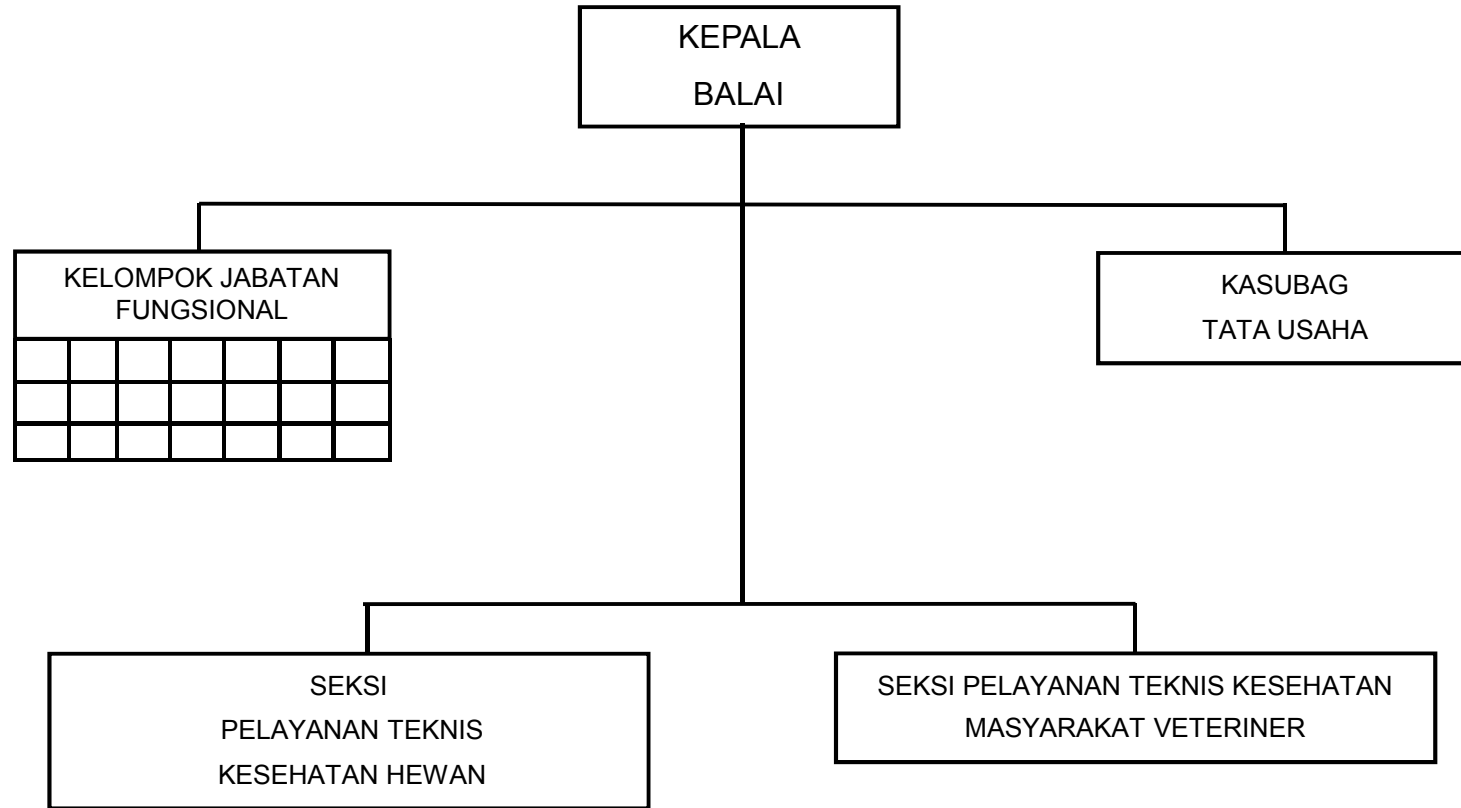 KEPALA
BALAI
KELOMPOK JABATAN
FUNGSIONAL
KASUBAG
TATA USAHA
SEKSI
PELAYANAN TEKNIS
KESEHATAN HEWAN
SEKSI PELAYANAN TEKNIS KESEHATAN
MASYARAKAT VETERINER